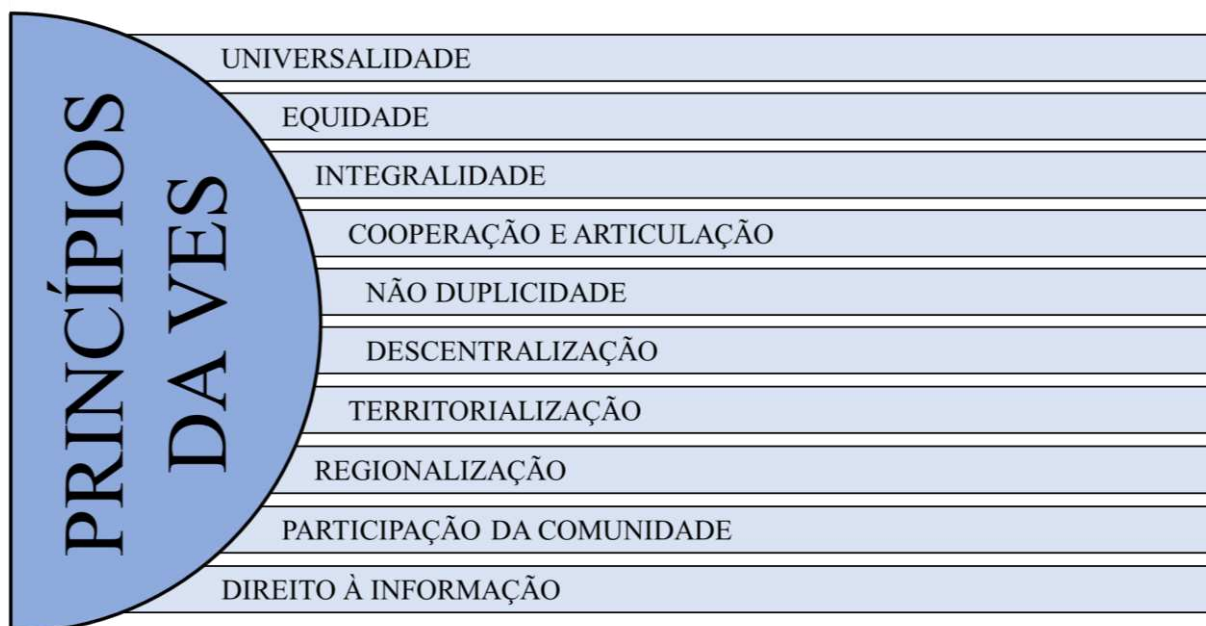 PRINCÍPIOS
DA VES
UNIVERSALIDADE
EQUIDADE
INTEGRALIDADE
COOPERAÇÃO E ARTICULAÇÃO
NÃO DUPLICIDADE
DESCENTRALIZAÇÃO
TERRITORIALIZAÇÃO
REGIONALIZAÇÃO
PARTICIPAÇÃO DA COMUNIDADE
DIREITO À INFORMAÇÃO